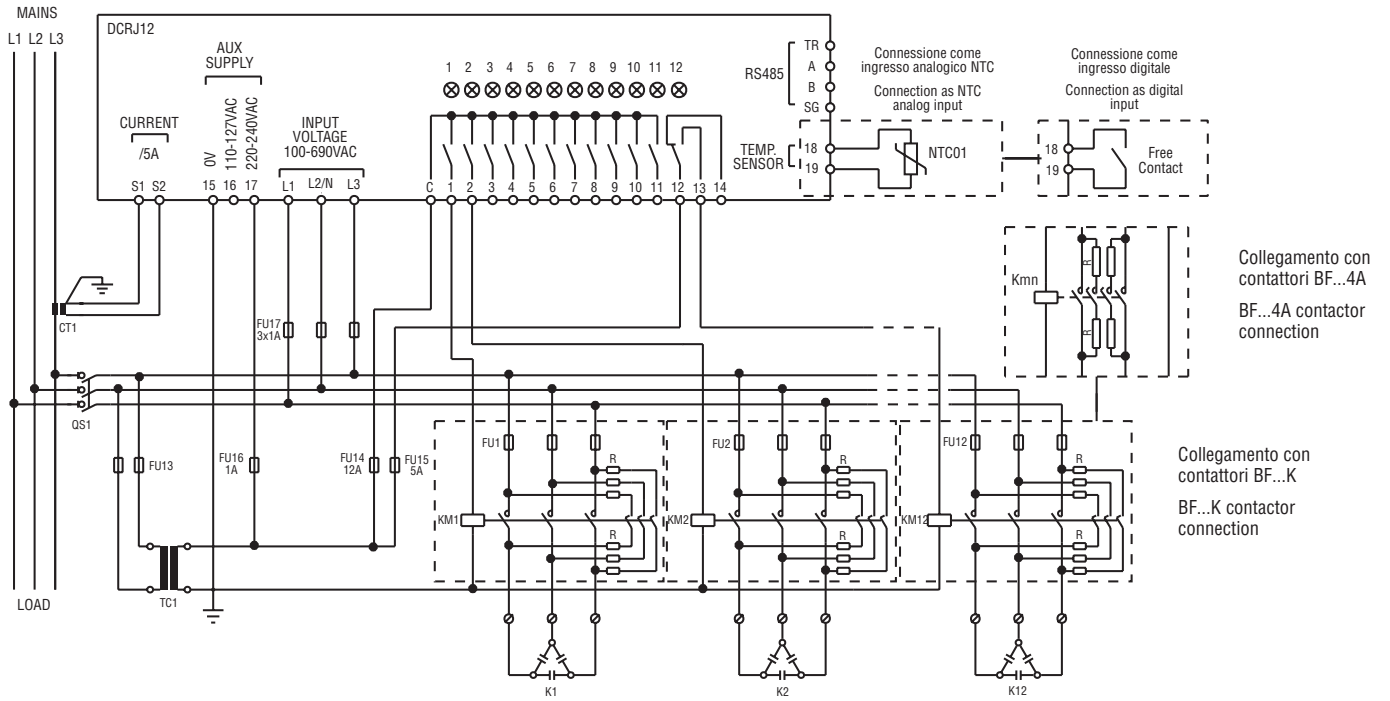 MAINS
L1 L2 L3
DCRJ12
AUX
SUPPLY
CURRENT
/5A
0V
110-127VAC
220-240VAC
INPUT
VOLTAGE
100-690VAC
S1 S2
15 16 17
L1 L2/N L3
1 2 3 4 5 6 7 8 9 10 11 12
C 1 2 3 4 5 6 7 8 9 10 11 12 13 14
RS485
TR
A
B
SG
TEMP.
SENSOR
18
19
Connessione come
ingresso analogico NTC
Connection as NTC
analog input
NTC01
Connessione come
ingresso digitale
Connection as digital
input
18
19
Free
Contact
Kmn
R
R
Collegamento con
contattori BF...4A
BF...4A contactor
connection
CT1
FU17
3x1A
QS1
FU13
FU16
1A
FU14
12A
FU15
5A
FU1
R
KM1
R
FU2
R
KM2
R
FU12
R
KM12
R
Collegamento con
contattori BF...K
BF...K contactor
connection
LOAD
TC1
K1
K2
K12